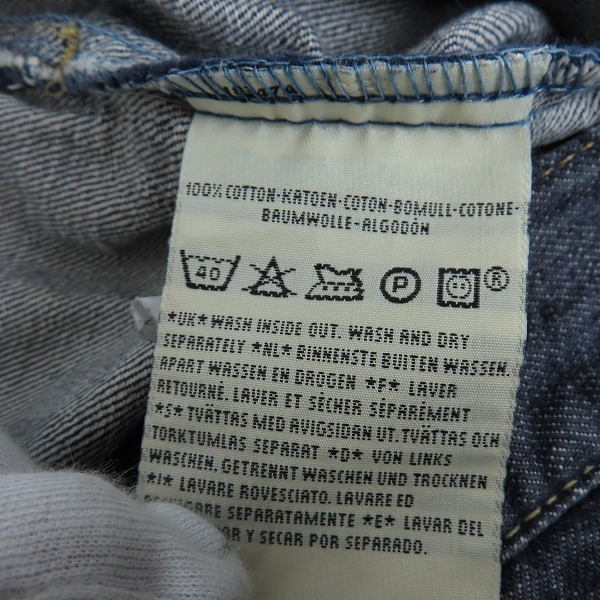 100% COTTON-KATOEN-COTON-BOMULL-COTONE-
BAUMWOLLE-ALGODÓN
40 P ®
*UK* WASH INSIDE OUT. WASH AND DRY
SEPARATELY *NL* BINNENSTE BUITEN WASSEN,
APART WASSEN EN DROGEN *F* LAVER
RETOURNÉ. LAVER ET SÉCHER SÉPARÉMENT
*S* TVÄTTAS MED AVIGSIDAN UT. TVÄTTAS OCH
TORKTUMLAS SEPARAT *D* VON LINKS
WASCHEN, GETRENNT WASCHEN UND TROCKNEN
*I* LAVARE ROVESCIATO. LAVARE ED
SEPARATAMENTE *E* LAVAR DEL
Y SECAR POR SEPARADO.